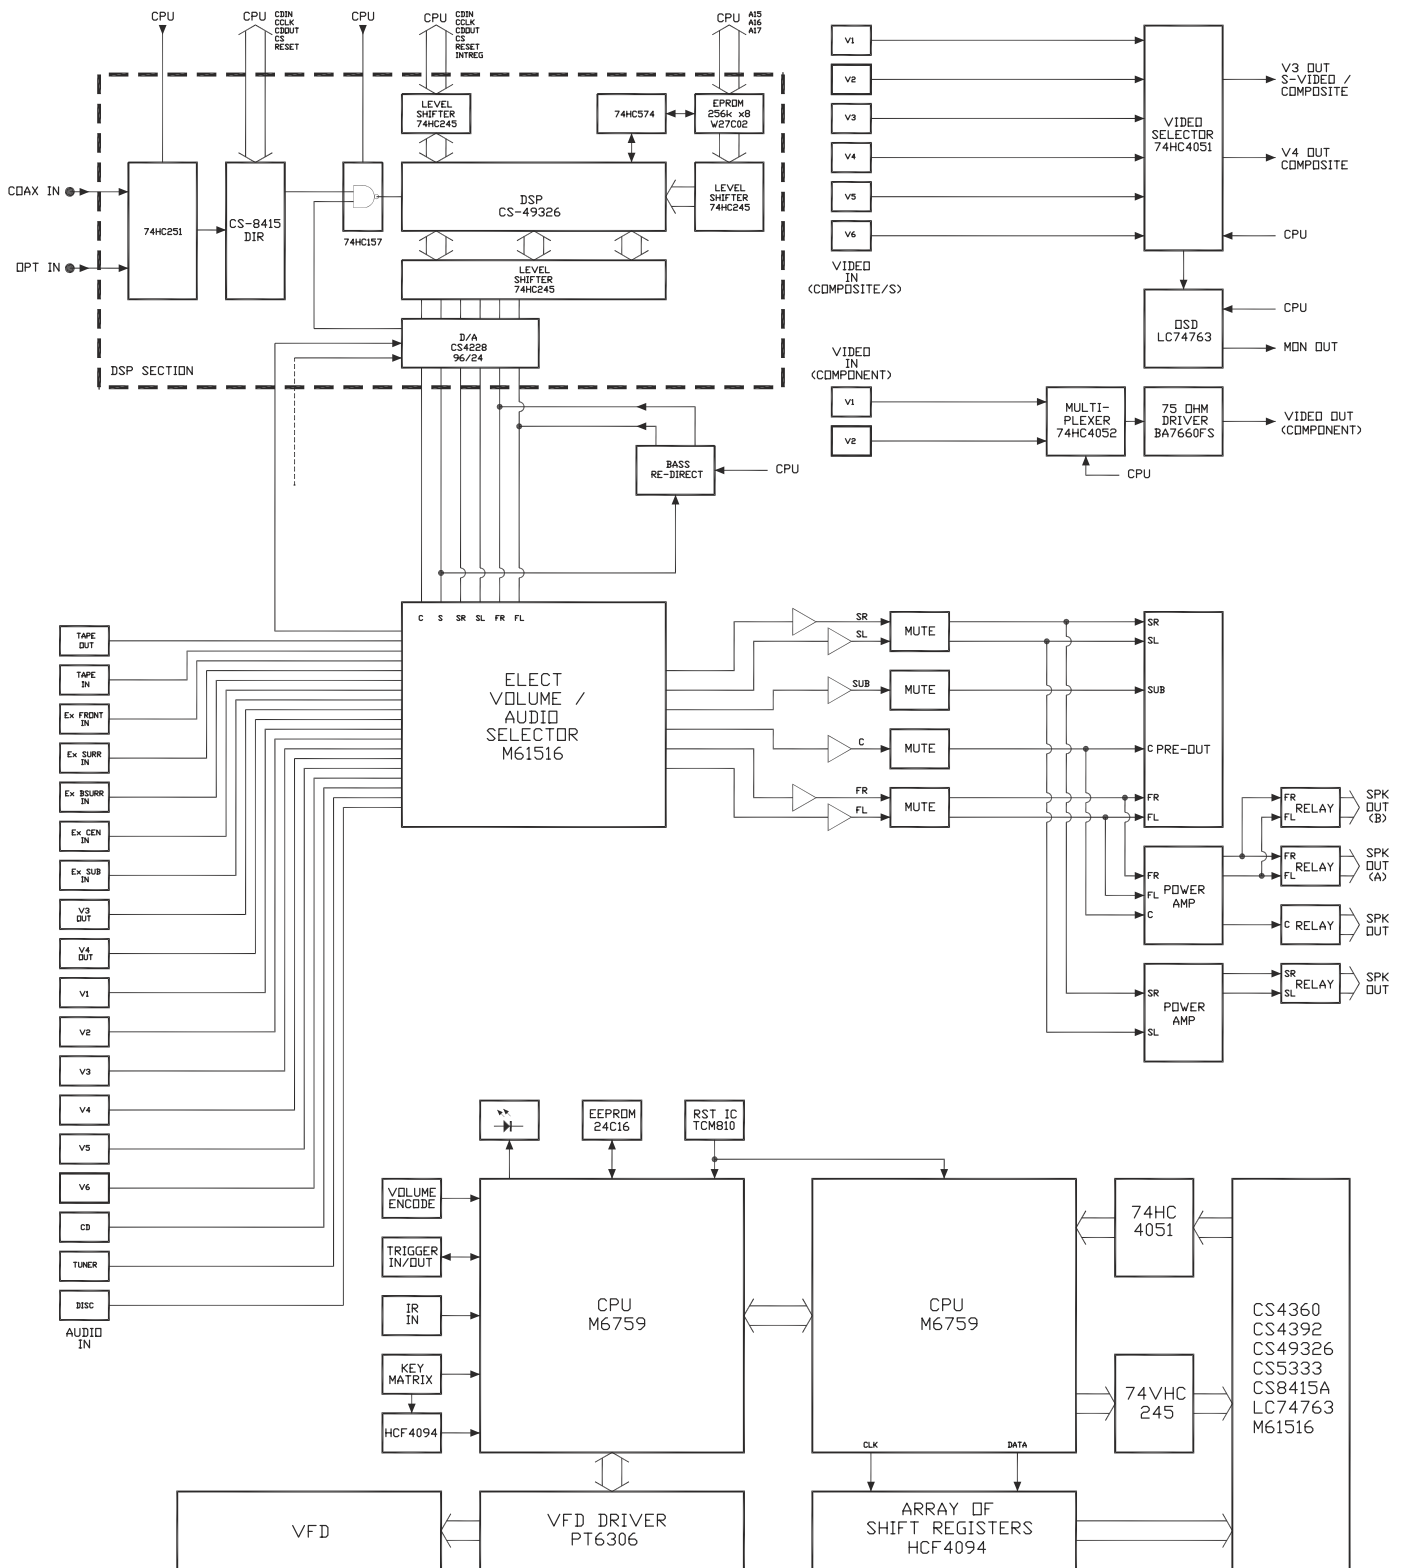 CPU
CDIN
CCLK
CDOUT
CS
RESET
CPU
CPU
CDIN
CCLK
CDOUT
CS
RESET
INTREG
CPU
A15
A16
A17
CPU
LEVEL
SHIFTER
74HC245
74HC574
EPROM
256k x8
W27C02
COAX IN
OPT IN
74HC251
CS-8415
DIR
74HC157
DSP
CS-49326
LEVEL
SHIFTER
74HC245
LEVEL
SHIFTER
74HC245
D/A
CS4228
96/24
DSP SECTION
BASS
RE-DIRECT
CPU
V1
V2
V3
V4
V5
V6
VIDEO
IN
(COMPOSITE/S)
VIDEO
SELECTOR
74HC4051
V3 OUT
S-VIDEO /
COMPOSITE
V4 OUT
COMPOSITE
CPU
OSD
LC74763
CPU
MON OUT
VIDEO
IN
(COMPONENT)
V1
V2
MULTI-
PLEXER
74HC4052
75 OHM
DRIVER
BA7660FS
VIDEO OUT
(COMPONENT)
CPU
C S SR SL FR FL
ELECT
VOLUME /
AUDIO
SELECTOR
M61516
TAPE
OUT
TAPE
IN
Ex FRONT
IN
Ex SURR
IN
Ex BSURR
IN
Ex CEN
IN
Ex SUB
IN
V3
OUT
V4
OUT
V1
V2
V3
V4
V5
V6
CD
TUNER
DISC
AUDIO
IN
SR
SL
MUTE
SUB
MUTE
C
MUTE
FR
FL
MUTE
SR
SL
SUB
C PRE-OUT
FR
FL
FR
FL
C
POWER
AMP
SR
SL
POWER
AMP
FR
FL
RELAY
SPK
OUT
(B)
FR
FL
RELAY
SPK
OUT
(A)
C RELAY
SPK
OUT
SR
SL
RELAY
SPK
OUT
EEPROM
24C16
RST IC
TCM810
VOLUME
ENCODE
TRIGGER
IN/OUT
IR
IN
KEY
MATRIX
HCF4094
CPU
M6759
CPU
M6759
CLK
DATA
74HC
4051
74VHC
245
CS4360
CS4392
CS49326
CS5333
CS8415A
LC74763
M61516
VFD
VFD DRIVER
PT6306
ARRAY OF
SHIFT REGISTERS
HCF4094